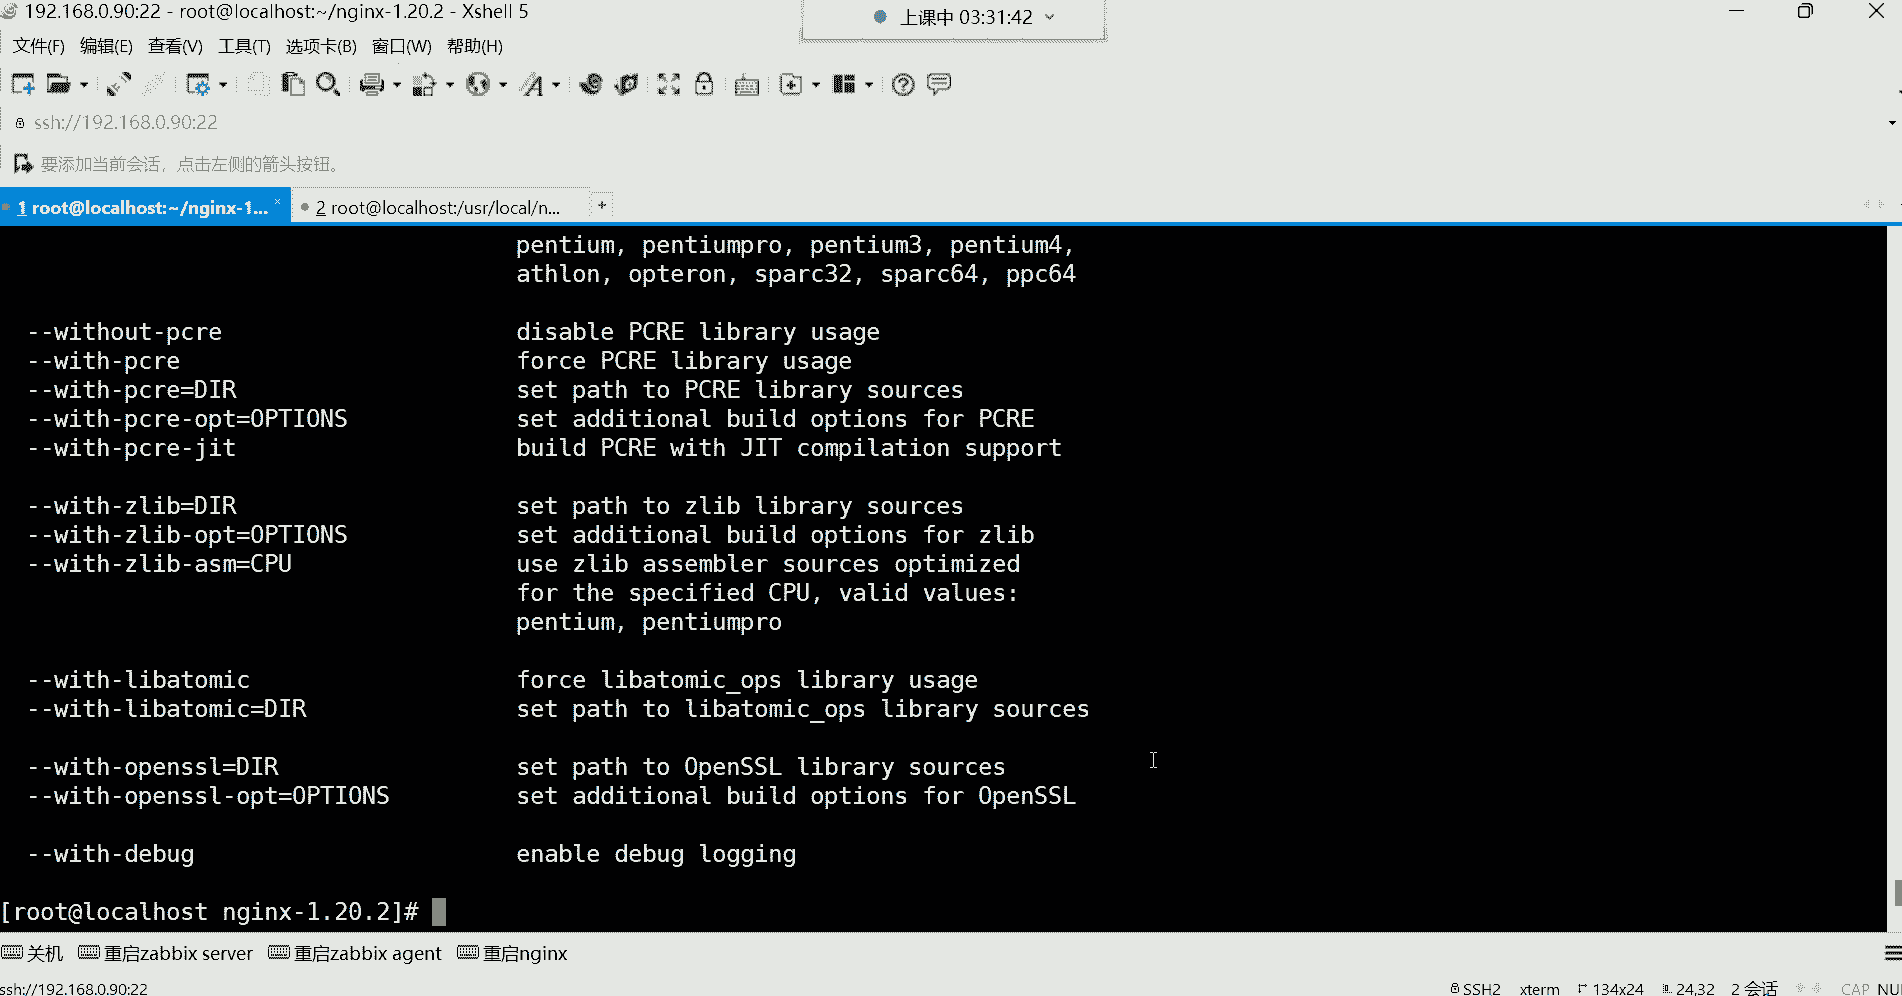 192.168.0.90:22 - root@localhost:~/nginx-1.20.2 - Xshell 5
上课中 03:31:42
文件(F) 编辑(E) 查看(V) 工具(T) 选项卡(B) 窗口(W) 帮助(H)
ssh://192.168.0.90:22
要添加当前会话，点击左侧的箭头按钮。
1 root@localhost:~/nginx-1... × 2 root@localhost:/usr/local/n... +
pentium, pentiumpro, pentium3, pentium4,
athlon, opteron, sparc32, sparc64, ppc64
--without-pcre disable PCRE library usage
--with-pcre force PCRE library usage
--with-pcre=DIR set path to PCRE library sources
--with-pcre-opt=OPTIONS set additional build options for PCRE
--with-pcre-jit build PCRE with JIT compilation support
--with-zlib=DIR set path to zlib library sources
--with-zlib-opt=OPTIONS set additional build options for zlib
--with-zlib-asm=CPU use zlib assembler sources optimized
for the specified CPU, valid values:
pentium, pentiumpro
--with-libatomic force libatomic_ops library usage
--with-libatomic=DIR set path to libatomic_ops library sources
--with-openssl=DIR set path to OpenSSL library sources
--with-openssl-opt=OPTIONS set additional build options for OpenSSL
--with-debug enable debug logging
[root@localhost nginx-1.20.2]#
关机 重启zabbix server 重启zabbix agent 重启nginx
ssh://192.168.0.90:22 SSH2 xterm 134x24 24,32 2 会话 CAP NU